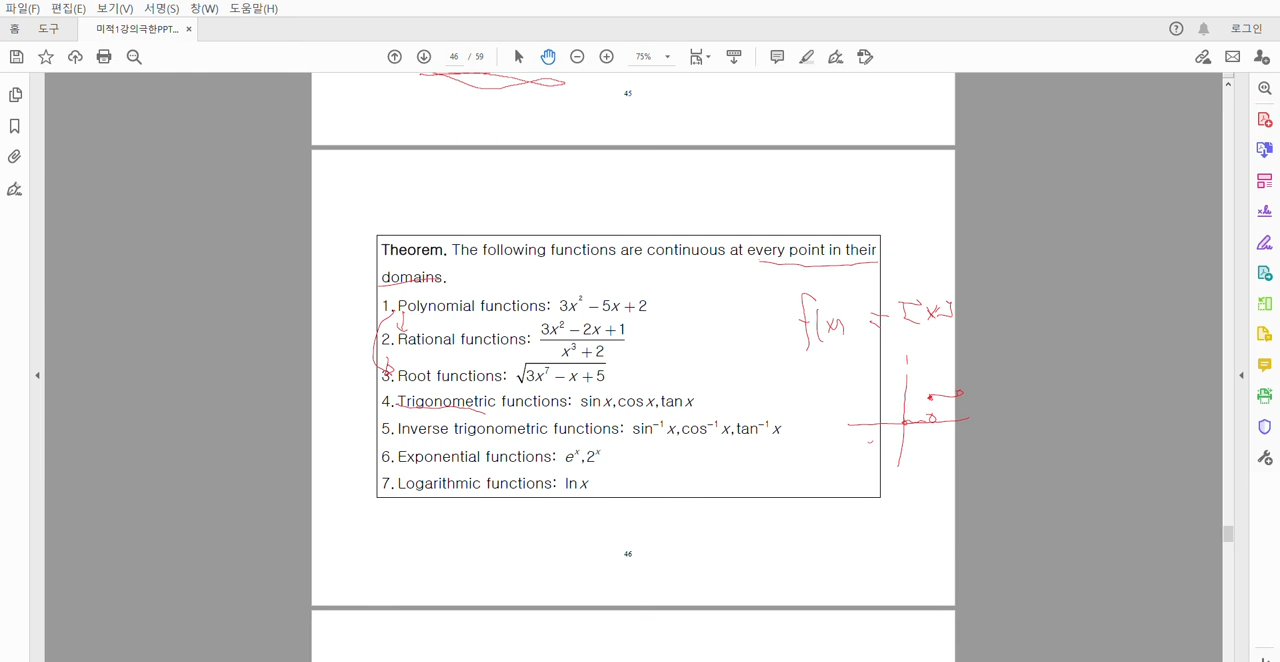 파일(F) 편집(E) 보기(V) 서명(S) 창(W) 도움말(H)
홈 도구 미적1강의극한PPT... × 로그인
46 / 59 75%
45
Theorem. The following functions are continuous at every point in their
domains.
1. Polynomial functions: 3x² − 5x + 2
2. Rational functions: (3x² − 2x + 1)/(x³ + 2)
3. Root functions: √(3x⁷ − x + 5)
4. Trigonometric functions: sin x, cos x, tan x
5. Inverse trigonometric functions: sin⁻¹ x, cos⁻¹ x, tan⁻¹ x
6. Exponential functions: eˣ, 2ˣ
7. Logarithmic functions: ln x
f(x) = [x]
46